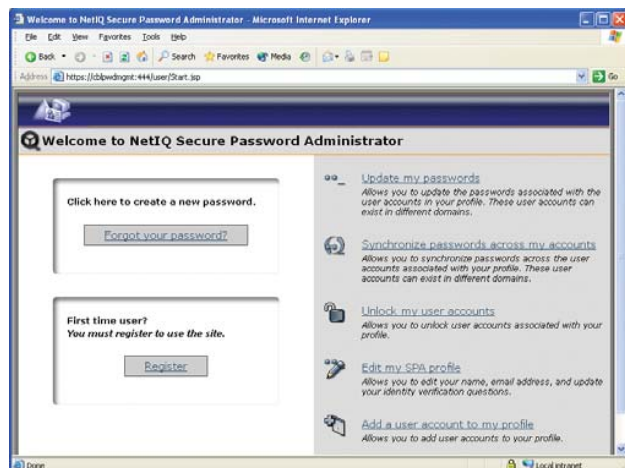 Welcome to NetIQ Secure Password Administrator - Microsoft Internet Explorer
File Edit View Favorites Tools Help
Back Search Favorites Media
Address https://cblpwdmgmt:444/user/Start.jsp Go
Welcome to NetIQ Secure Password Administrator
Click here to create a new password.
Forgot your password?
First time user?
You must register to use the site.
Register
Update my passwords
Allows you to update the passwords associated with the
user accounts in your profile. These user accounts can
exist in different domains.
Synchronize passwords across my accounts
Allows you to synchronize passwords across the user
accounts associated with your profile. These user
accounts can exist in different domains.
Unlock my user accounts
Allows you to unlock user accounts associated with your
profile.
Edit my SPA profile
Allows you to edit your name, email address, and update
your identity verification questions.
Add a user account to my profile
Allows you to add user accounts to your profile.
Done Local intranet